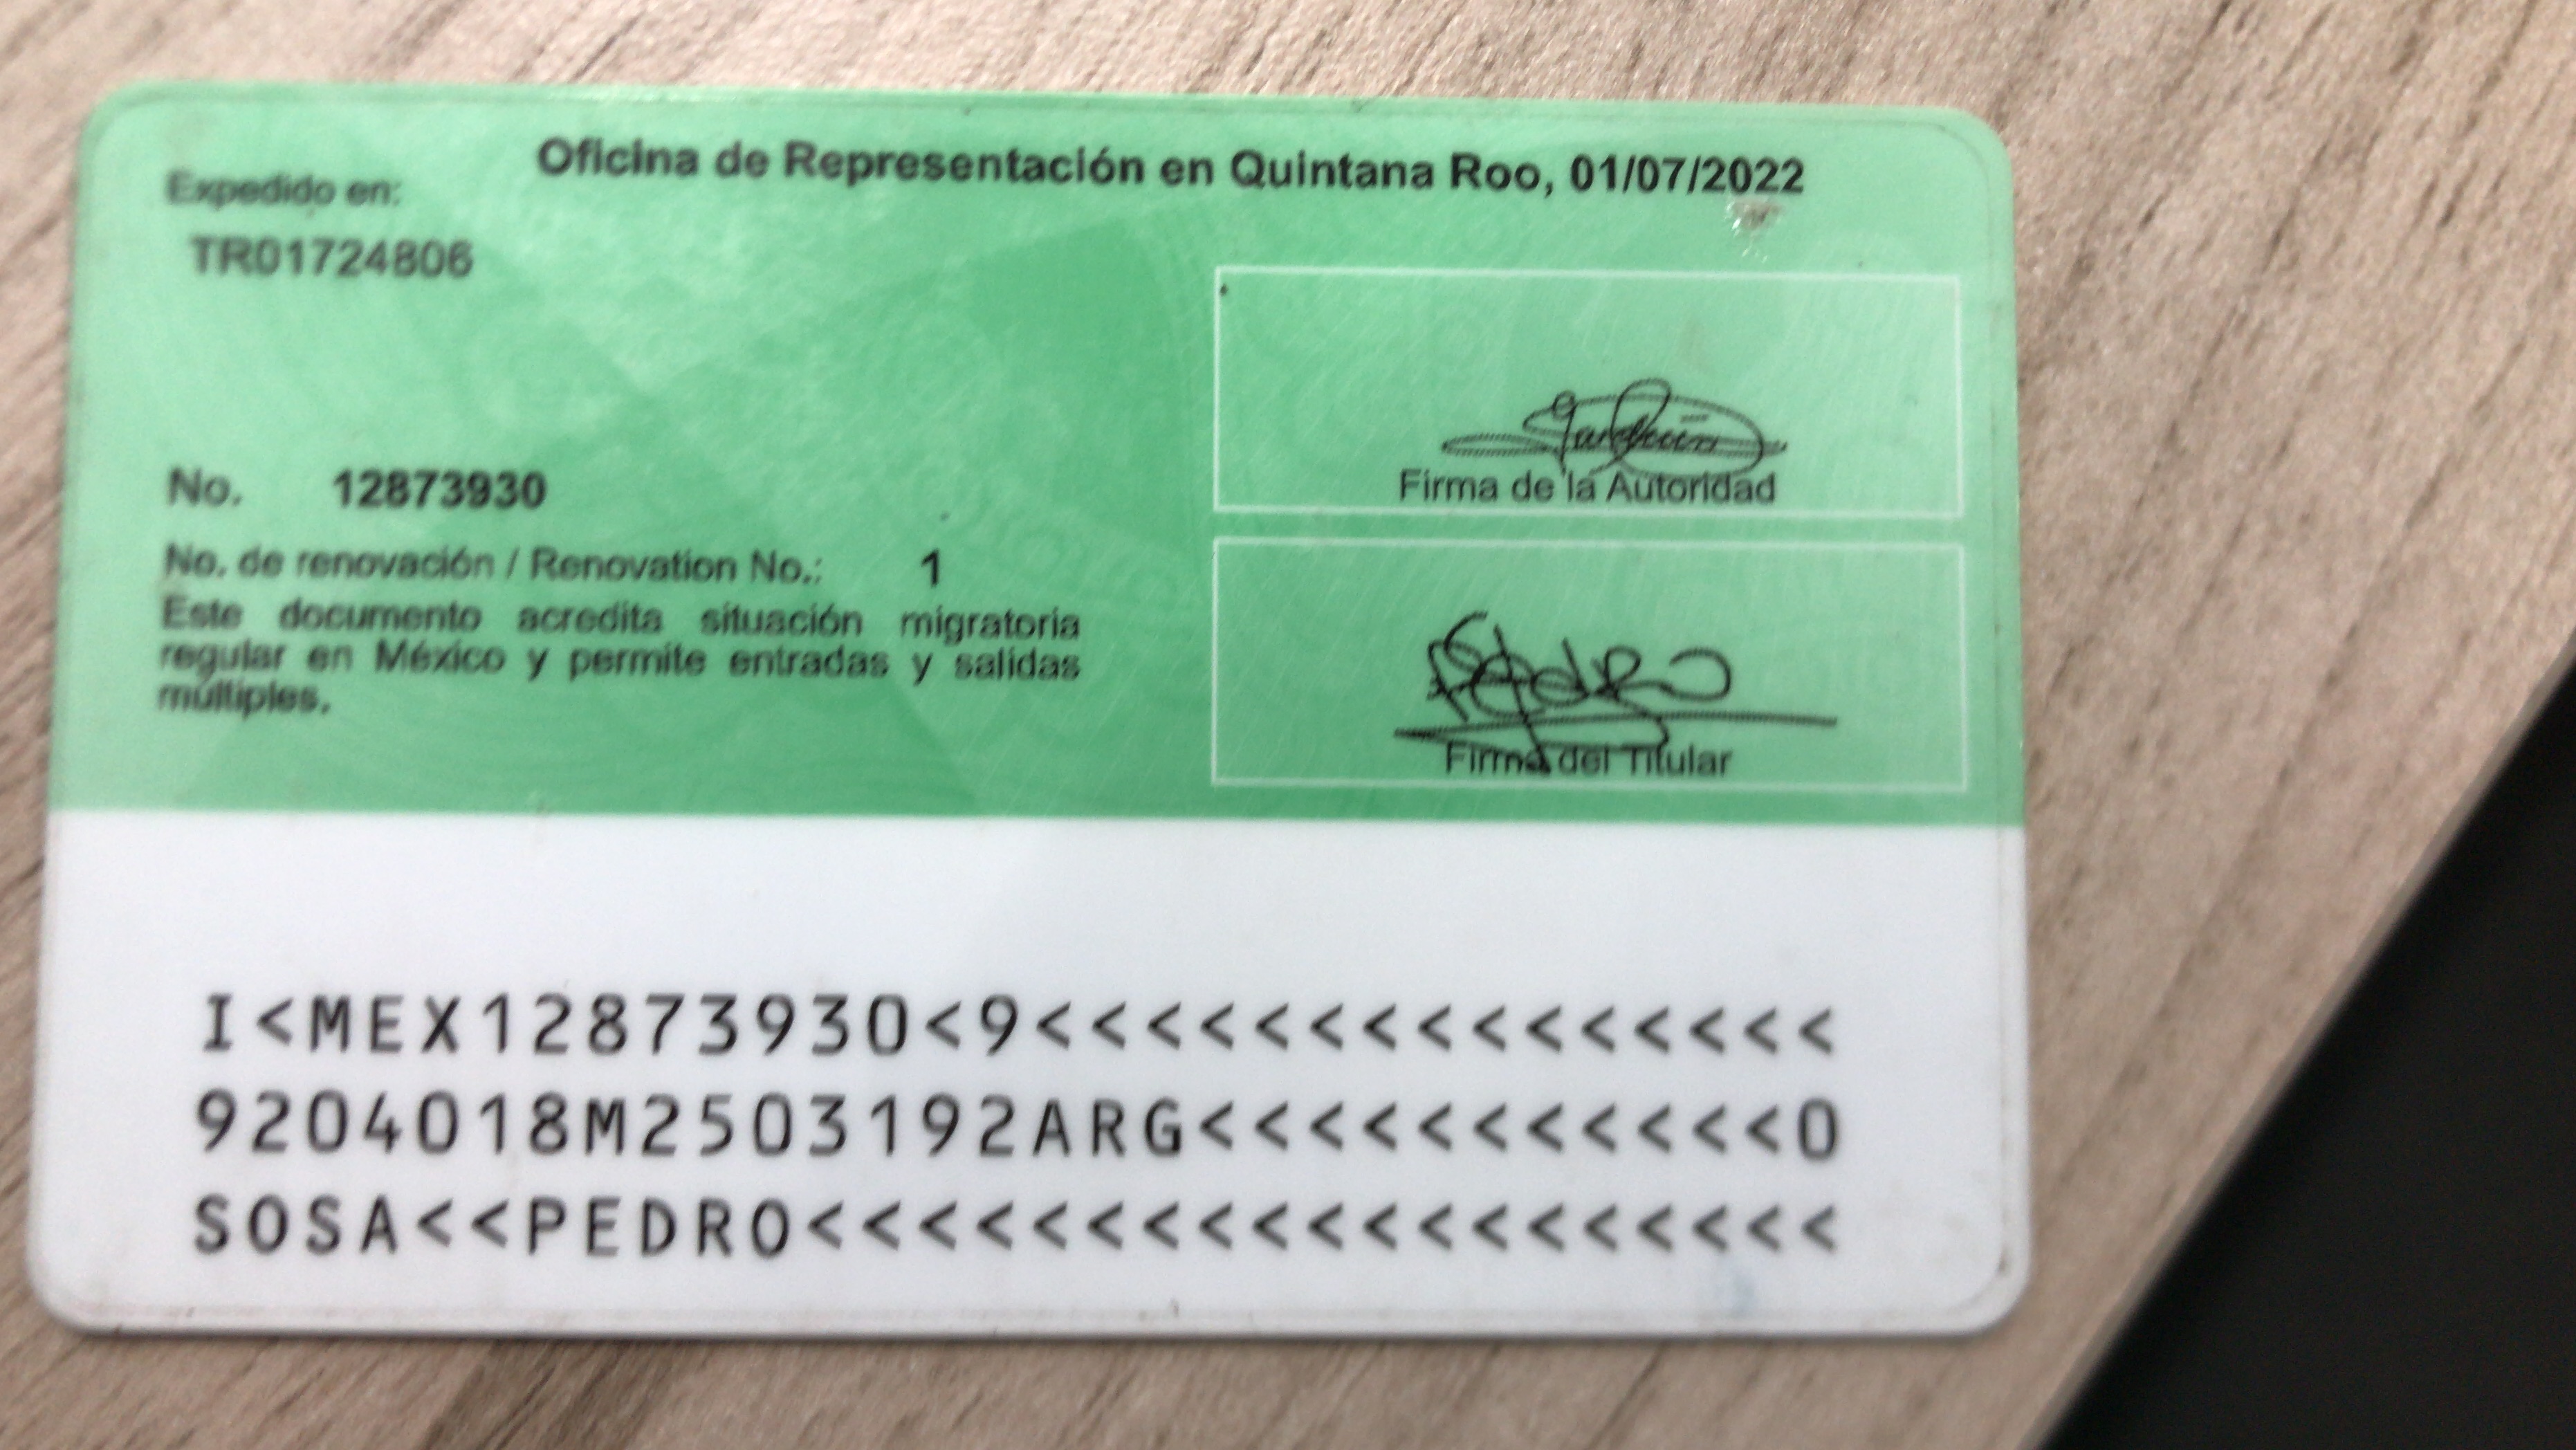 Expedido en:
Oficina de Representación en Quintana Roo, 01/07/2022
TR01724806
No. 12873930
No. de renovación / Renovation No.: 1
Este documento acredita situación migratoria
regular en México y permite entradas y salidas
múltiples.
Firma de la Autoridad
Firma del Titular
I<MEX12873930<9<<<<<<<<<<<<<<<
9204018M2503192ARG<<<<<<<<<<<0
SOSA<<PEDRO<<<<<<<<<<<<<<<<<<<